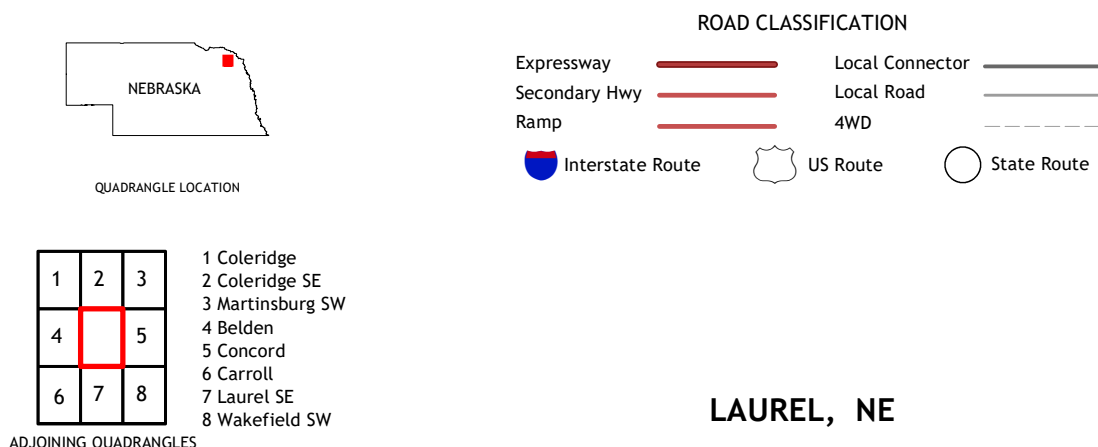 NEBRASKA
QUADRANGLE LOCATION
ROAD CLASSIFICATION
Expressway
Secondary Hwy
Ramp
Local Connector
Local Road
4WD
Interstate Route
US Route
State Route
1 2 3
4 5
6 7 8
ADJOINING QUADRANGLES
1 Coleridge
2 Coleridge SE
3 Martinsburg SW
4 Belden
5 Concord
6 Carroll
7 Laurel SE
8 Wakefield SW
LAUREL, NE